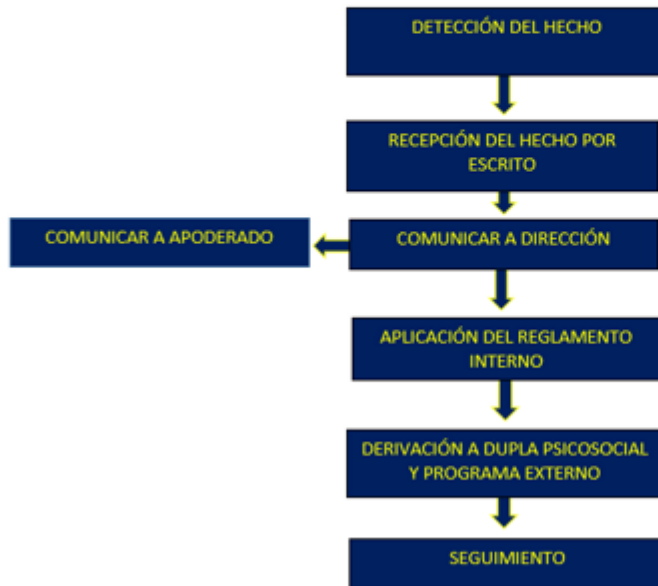 DETECCIÓN DEL HECHO
RECEPCIÓN DEL HECHO POR
ESCRITO
COMUNICAR A APODERADO
COMUNICAR A DIRECCIÓN
APLICACIÓN DEL REGLAMENTO
INTERNO
DERIVACIÓN A DUPLA PSICOSOCIAL
Y PROGRAMA EXTERNO
SEGUIMIENTO